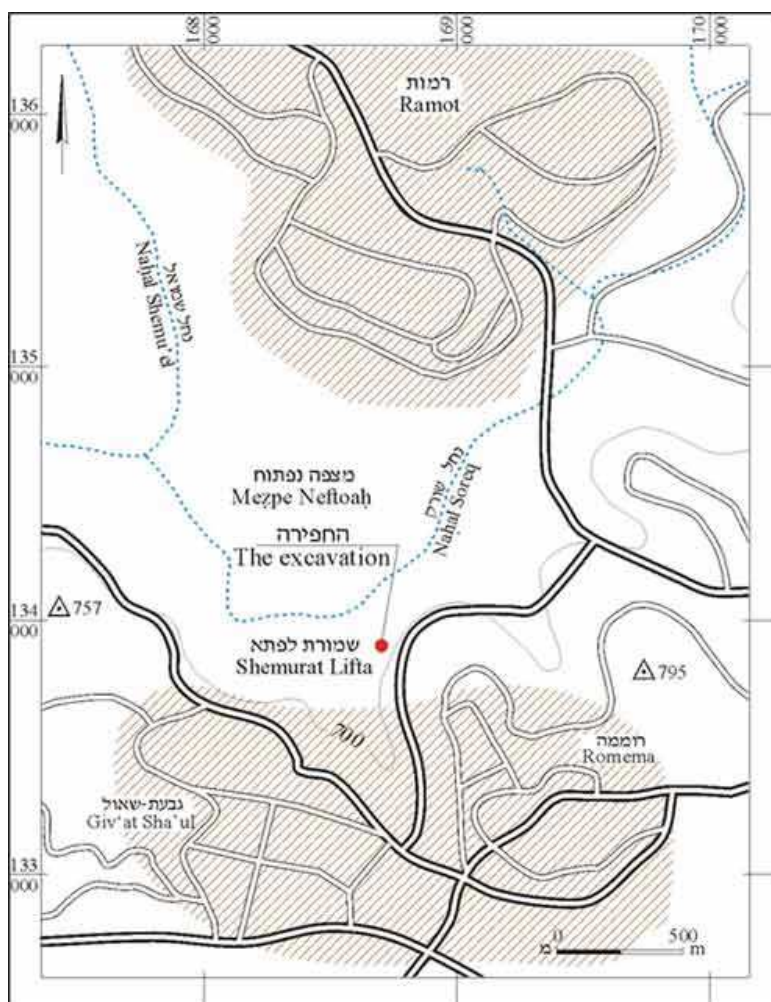 168
000
169
000
170
000
136
000
רמות
Ramot
נחל שמואל
Naḥal Shemu'el
135
000
מצפה נפתוח
Meẓpe Neftoaḥ
נחל שורק
Naḥal Soreq
החפירה
The excavation
134
000
757
שמורת לפתא
Shemurat Lifta
795
700
רוממה
Romema
גבעת-שאול
Giv'at Sha'ul
133
000
מ 0 500 m